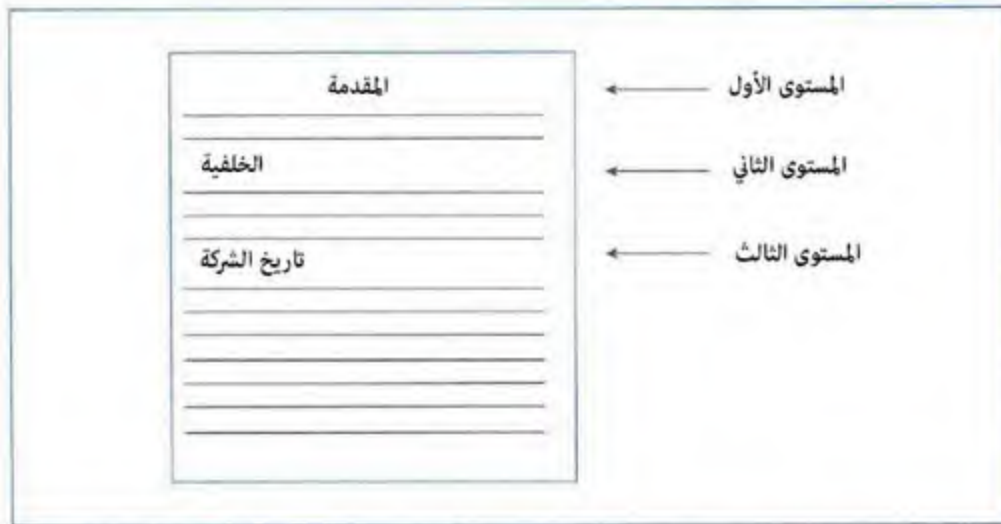 المستوى الأول
المقدمة
المستوى الثاني
الخلفية
المستوى الثالث
تاريخ الشركة